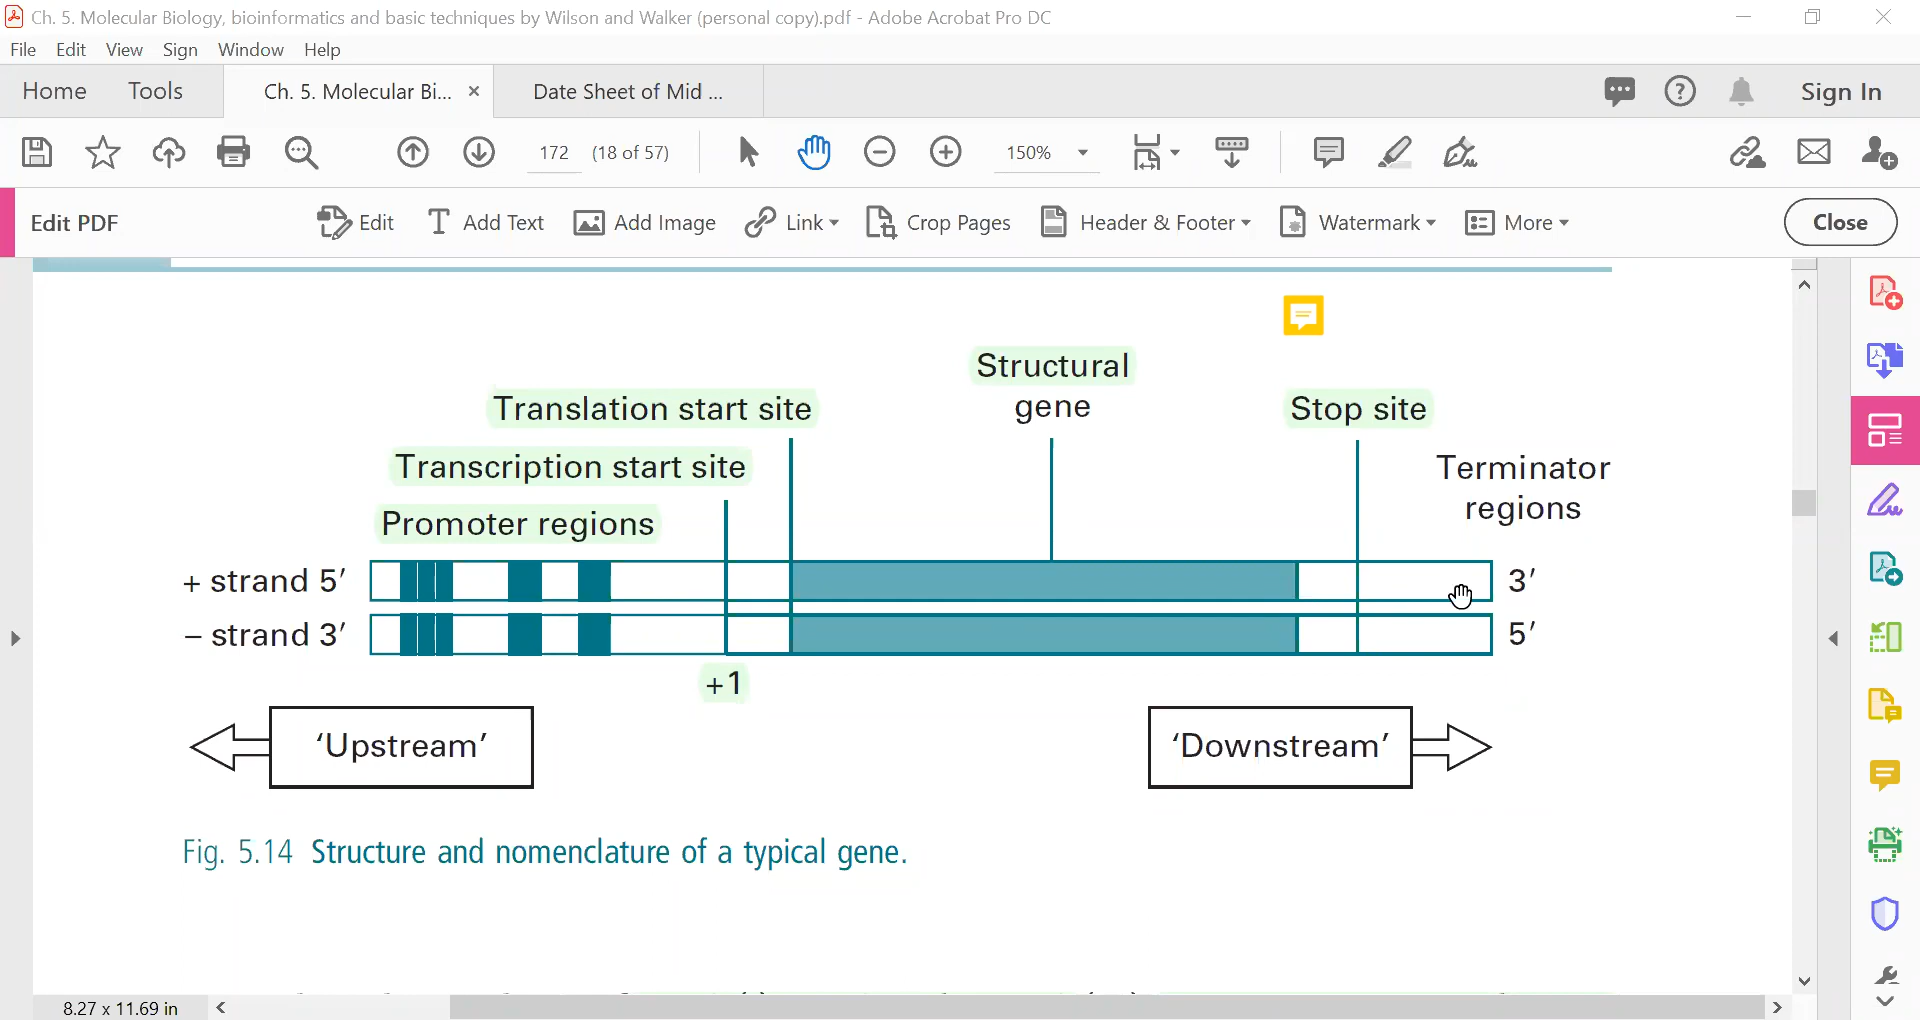 Ch. 5. Molecular Biology, bioinformatics and basic techniques by Wilson and Walker (personal copy).pdf - Adobe Acrobat Pro DC
File Edit View Sign Window Help
Home Tools Ch. 5. Molecular Bi... × Date Sheet of Mid ... Sign In
172 (18 of 57) 150%
Edit PDF Edit Add Text Add Image Link Crop Pages Header & Footer Watermark More Close
Structural
gene
Translation start site
Stop site
Transcription start site
Terminator
regions
Promoter regions
+ strand 5′ 3′
– strand 3′ 5′
+1
‘Upstream’ ‘Downstream’
Fig. 5.14 Structure and nomenclature of a typical gene.
8.27 x 11.69 in